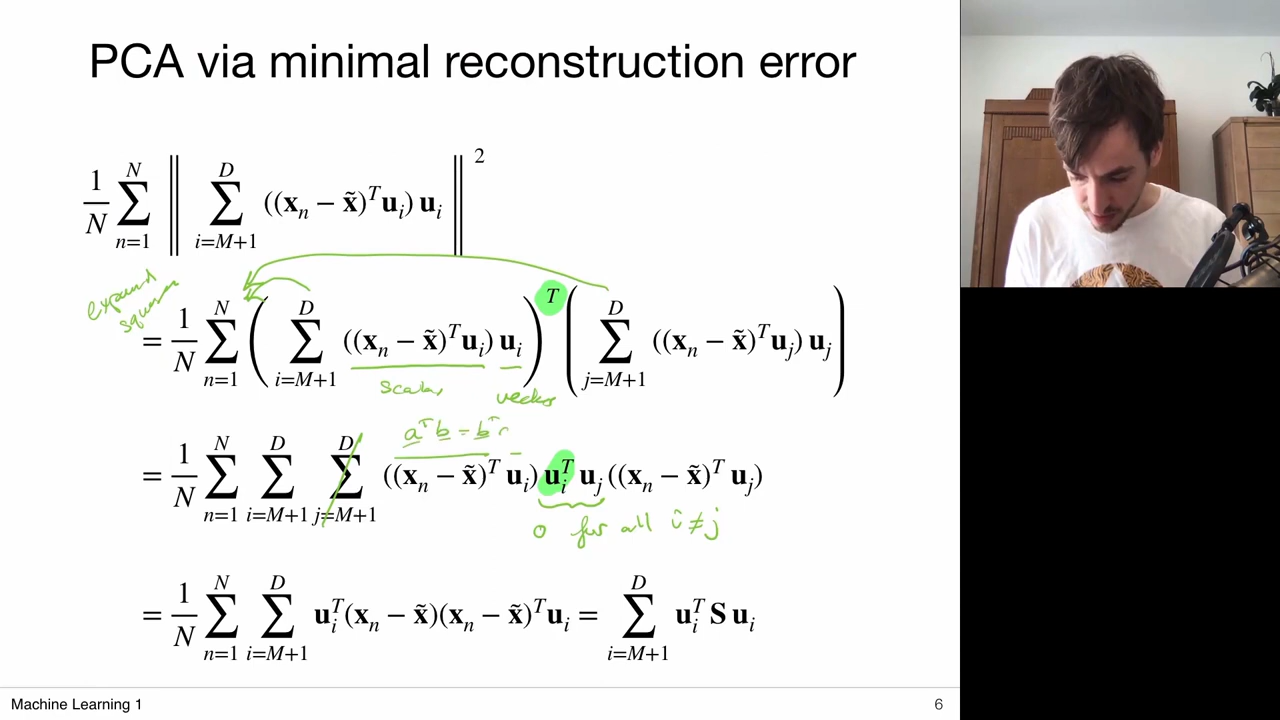 PCA via minimal reconstruction error
1/N ∑_{n=1}^{N} ‖ ∑_{i=M+1}^{D} ((x_n − x̃)^T u_i) u_i ‖^2
expand
square
= 1/N ∑_{n=1}^{N} ( ∑_{i=M+1}^{D} ((x_n − x̃)^T u_i) u_i )^T ( ∑_{j=M+1}^{D} ((x_n − x̃)^T u_j) u_j )
scalar
vector
a^T b = b^T
= 1/N ∑_{n=1}^{N} ∑_{i=M+1}^{D} ∑_{j=M+1}^{D} ((x_n − x̃)^T u_i) u_i^T u_j ((x_n − x̃)^T u_j)
0 for all i ≠ j
= 1/N ∑_{n=1}^{N} ∑_{i=M+1}^{D} u_i^T (x_n − x̃)(x_n − x̃)^T u_i = ∑_{i=M+1}^{D} u_i^T S u_i
Machine Learning 1
6